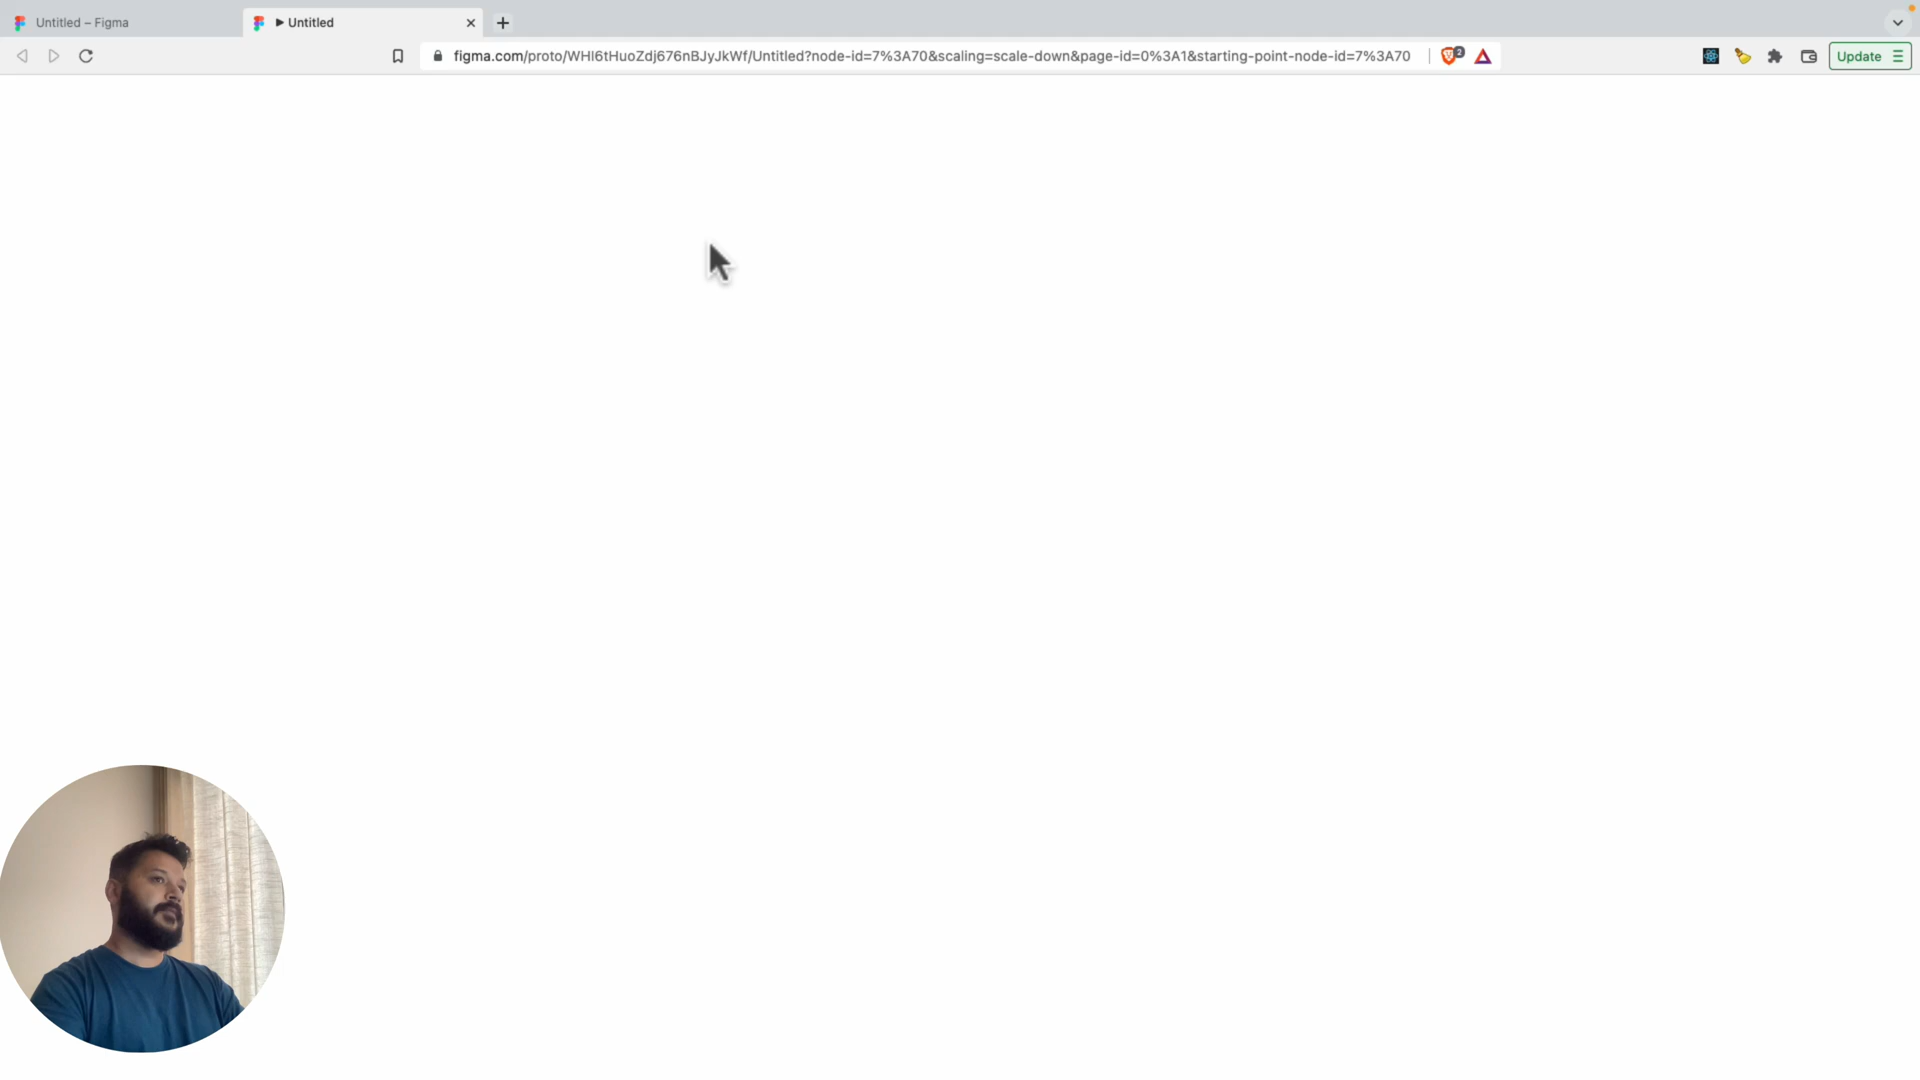 Untitled – Figma
▶ Untitled
figma.com/proto/WHI6tHuoZdj676nBJyJkWf/Untitled?node-id=7%3A70&scaling=scale-down&page-id=0%3A1&starting-point-node-id=7%3A70
2
Update